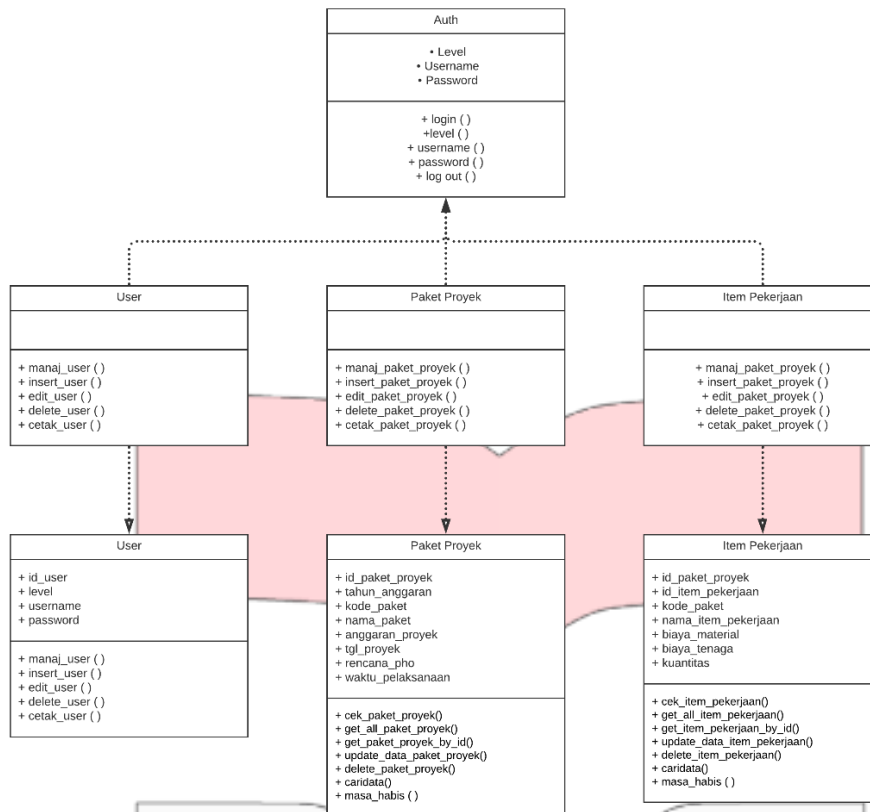 Auth
• Level
• Username
• Password
+ login ( )
+level ( )
+ username ( )
+ password ( )
+ log out ( )
User
+ manaj_user ( )
+ insert_user ( )
+ edit_user ( )
+ delete_user ( )
+ cetak_user ( )
Paket Proyek
+ manaj_paket_proyek ( )
+ insert_paket_proyek ( )
+ edit_paket_proyek ( )
+ delete_paket_proyek ( )
+ cetak_paket_proyek ( )
Item Pekerjaan
+ manaj_paket_proyek ( )
+ insert_paket_proyek ( )
+ edit_paket_proyek ( )
+ delete_paket_proyek ( )
+ cetak_paket_proyek ( )
User
+ id_user
+ level
+ username
+ password
+ manaj_user ( )
+ insert_user ( )
+ edit_user ( )
+ delete_user ( )
+ cetak_user ( )
Paket Proyek
+ id_paket_proyek
+ tahun_anggaran
+ kode_paket
+ nama_paket
+ anggaran_proyek
+ tgl_proyek
+ rencana_pho
+ waktu_pelaksanaan
+ cek_paket_proyek()
+ get_all_paket_proyek()
+ get_paket_proyek_by_id()
+ update_data_paket_proyek()
+ delete_paket_proyek()
+ caridata()
+ masa_habis ( )
Item Pekerjaan
+ id_paket_proyek
+ id_item_pekerjaan
+ kode_paket
+ nama_item_pekerjaan
+ biaya_material
+ biaya_tenaga
+ kuantitas
+ cek_item_pekerjaan()
+ get_all_item_pekerjaan()
+ get_item_pekerjaan_by_id()
+ update_data_item_pekerjaan()
+ delete_item_pekerjaan()
+ caridata()
+ masa_habis ( )